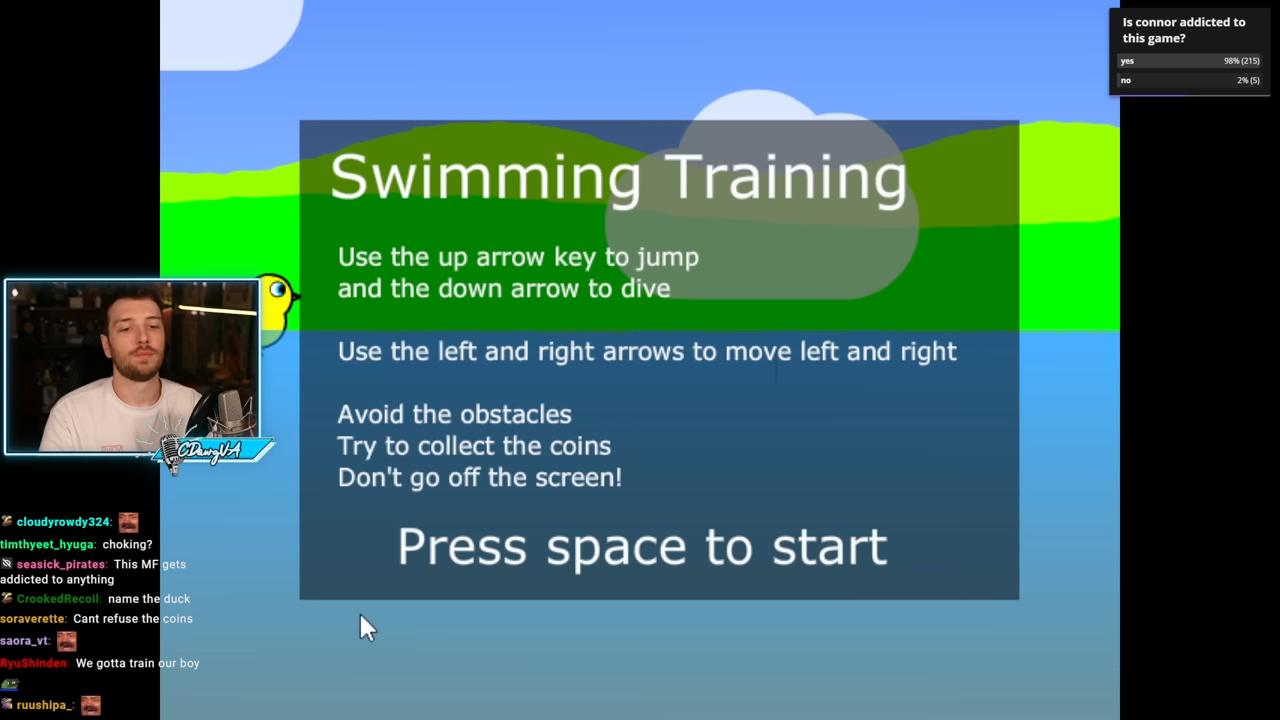 Is connor addicted to
this game?
yes 98% (215)
no 2% (5)
Swimming Training
Use the up arrow key to jump
and the down arrow to dive
Use the left and right arrows to move left and right
Avoid the obstacles
Try to collect the coins
Don't go off the screen!
Press space to start
CDawgVA
cloudyrowdy324:
timthyeet_hyuga: choking?
seasick_pirates: This MF gets
addicted to anything
CrookedRecoil: name the duck
soraverette: Cant refuse the coins
saora_vt:
RyuShinden: We gotta train our boy
ruushipa_: